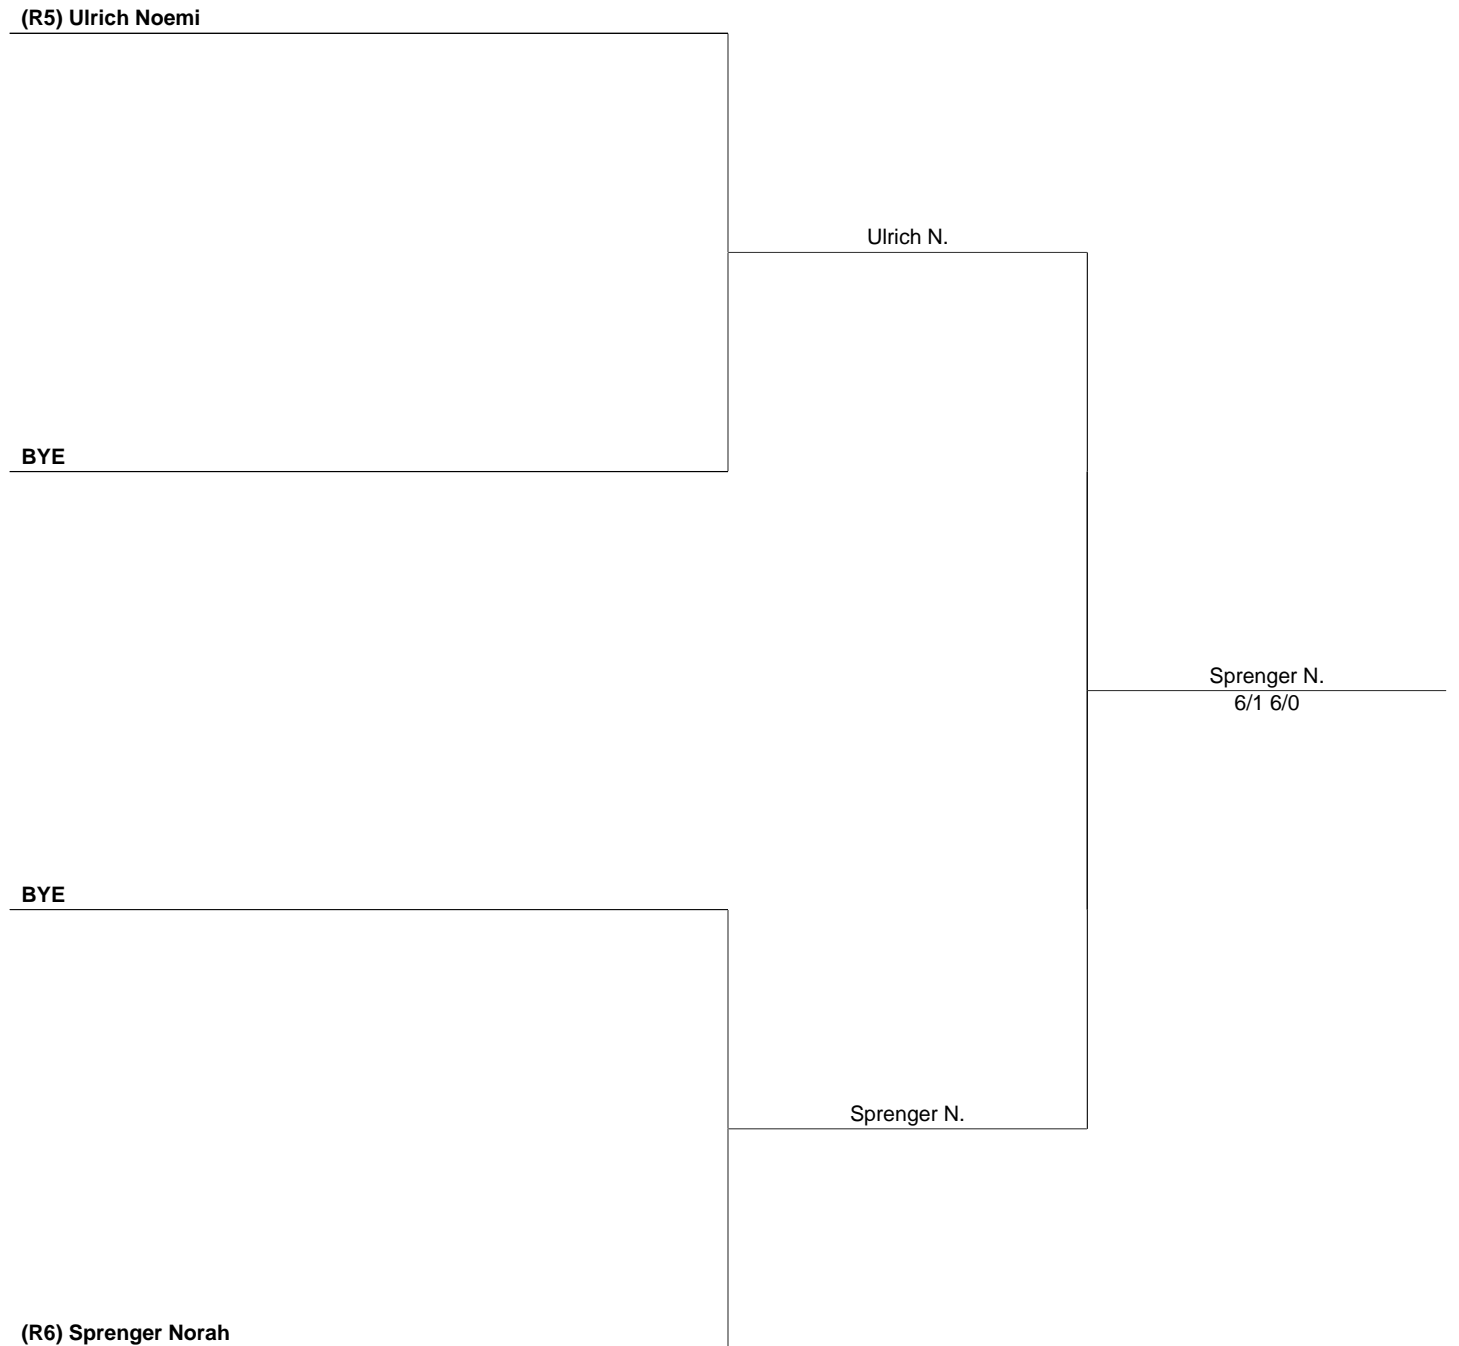 (R5) Ulrich Noemi
Ulrich N.
BYE
Sprenger N.
6/1 6/0
BYE
Sprenger N.
(R6) Sprenger Norah